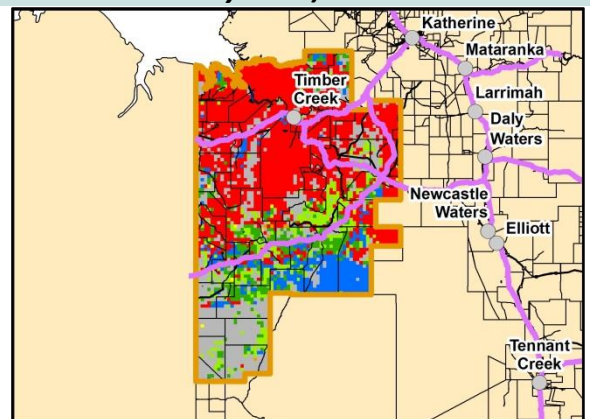 Katherine
Mataranka
Timber
Creek
Larrimah
Daly
Waters
Newcastle
Waters
Elliott
Tennant
Creek